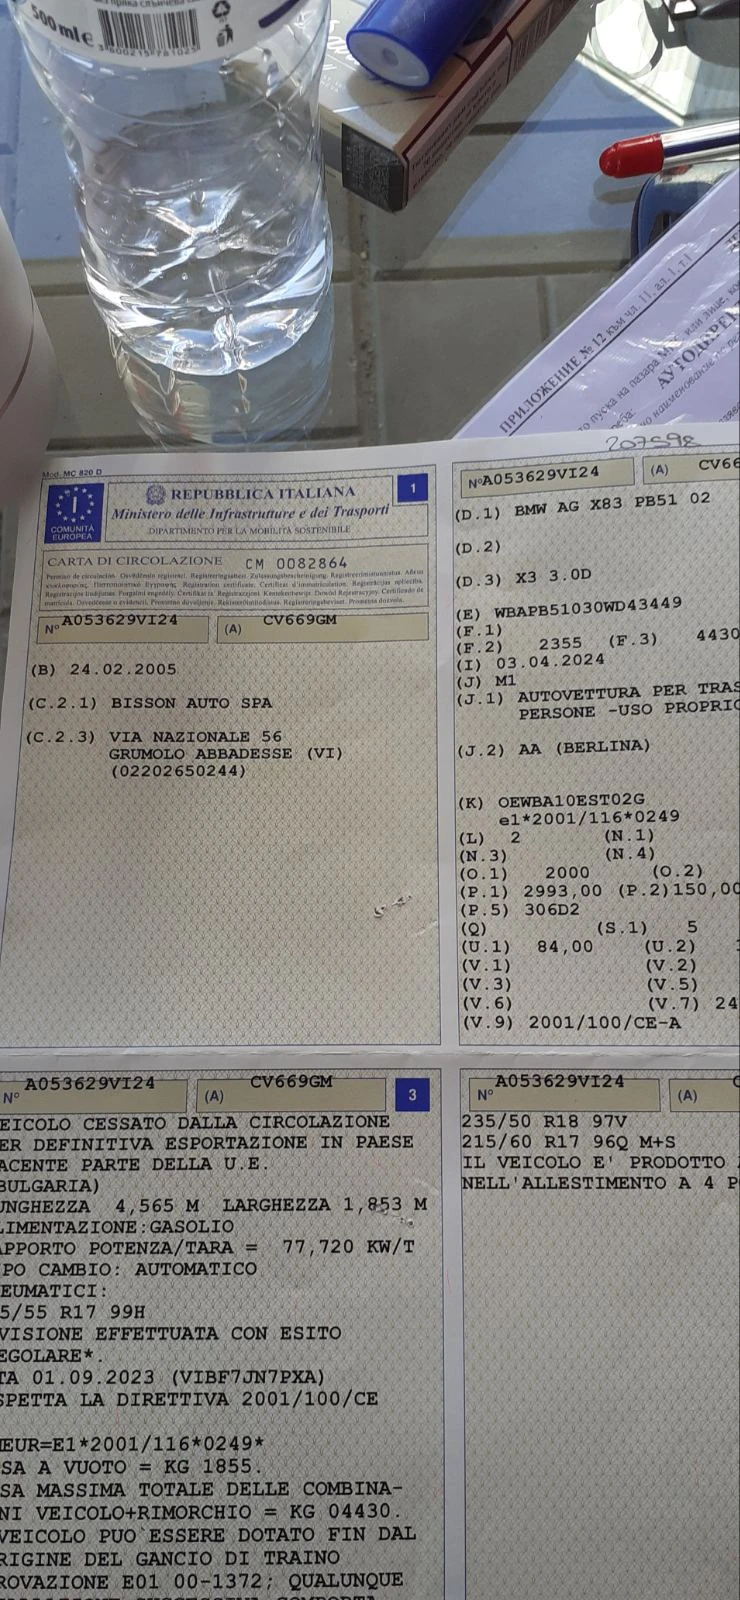 500ml e
3800215781025
ПРИЛОЖЕНИЕ № 12 към чл. 11, ал. 1, т.
пуска на пазара или лице,
207598
Mod. MC 820 D
I
COMUNITÀ
EUROPEA
REPUBBLICA ITALIANA
Ministero delle Infrastrutture e dei Trasporti
DIPARTIMENTO PER LA MOBILITÀ SOSTENIBILE
1
CARTA DI CIRCOLAZIONE CM 0082864
N° A053629VI24 (A) CV669GM
(B) 24.02.2005
(C.2.1) BISSON AUTO SPA
(C.2.3) VIA NAZIONALE 56
GRUMOLO ABBADESSE (VI)
(02202650244)
N° A053629VI24 (A) CV66
(D.1) BMW AG X83 PB51 02
(D.2)
(D.3) X3 3.0D
(E) WBAPB51030WD43449
(F.1)
(F.2) 2355 (F.3) 4430
(I) 03.04.2024
(J) M1
(J.1) AUTOVETTURA PER TRAS
PERSONE -USO PROPRIO
(J.2) AA (BERLINA)
(K) OEWBA10EST02G
e1*2001/116*0249
(L) 2 (N.1)
(N.3) (N.4)
(O.1) 2000 (O.2)
(P.1) 2993,00 (P.2)150,00
(P.5) 306D2
(Q) (S.1) 5
(U.1) 84,00 (U.2)
(V.1) (V.2)
(V.3) (V.5)
(V.6) (V.7) 24
(V.9) 2001/100/CE-A
N° A053629VI24 (A) CV669GM 3
EICOLO CESSATO DALLA CIRCOLAZIONE
ER DEFINITIVA ESPORTAZIONE IN PAESE
ACENTE PARTE DELLA U.E.
BULGARIA)
UNGHEZZA 4,565 M LARGHEZZA 1,853 M
LIMENTAZIONE:GASOLIO
APPORTO POTENZA/TARA = 77,720 KW/T
PO CAMBIO: AUTOMATICO
EUMATICI:
5/55 R17 99H
VISIONE EFFETTUATA CON ESITO
EGOLARE*.
TA 01.09.2023 (VIBF7JN7PXA)
SPETTA LA DIRETTIVA 2001/100/CE
EUR=E1*2001/116*0249*
SA A VUOTO = KG 1855.
SA MASSIMA TOTALE DELLE COMBINA-
NI VEICOLO+RIMORCHIO = KG 04430.
VEICOLO PUO`ESSERE DOTATO FIN DAL
RIGINE DEL GANCIO DI TRAINO
ROVAZIONE E01 00-1372; QUALUNQUE
N° A053629VI24 (A)
235/50 R18 97V
215/60 R17 96Q M+S
IL VEICOLO E' PRODOTTO
NELL'ALLESTIMENTO A 4 P